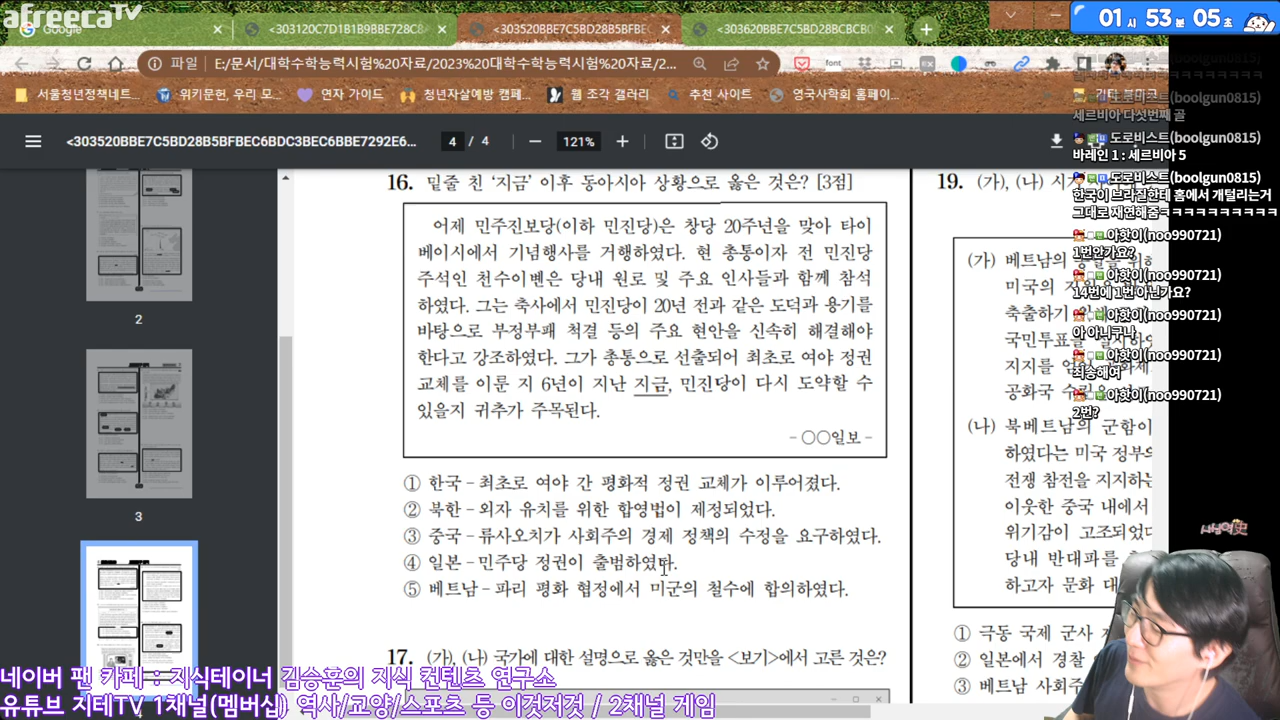 afreecaTV
Google
<303120C7D1B1B9BBE728C8
<303520BBE7C5BD28B5BFBEC
<303620BBE7C5BD28BCBCB0
01시 53분 05초
파일 E:/문서/대학수학능력시험%20자료/2023%20대학수학능력시험%20자료/2...
서울청년정책네트...
위키문헌, 우리 모...
연자 가이드
청년자살예방 캠페...
웹 조각 갤러리
추천 사이트
영국사학회 홈페이...
기타 북마크
<303520BBE7C5BD28B5BFBEC6BDC3BEC6BBE7292E6...
4 / 4
121%
2
3
16. 밑줄 친 ‘지금’ 이후 동아시아 상황으로 옳은 것은? [3점]
어제 민주진보당(이하 민진당)은 창당 20주년을 맞아 타이
베이시에서 기념행사를 거행하였다. 현 총통이자 전 민진당
주석인 천수이볜은 당내 원로 및 주요 인사들과 함께 참석
하였다. 그는 축사에서 민진당이 20년 전과 같은 도덕과 용기를
바탕으로 부정부패 척결 등의 주요 현안을 신속히 해결해야
한다고 강조하였다. 그가 총통으로 선출되어 최초로 여야 정권
교체를 이룬 지 6년이 지난 지금, 민진당이 다시 도약할 수
있을지 귀추가 주목된다.
- ○○일보 -
① 한국 - 최초로 여야 간 평화적 정권 교체가 이루어졌다.
② 북한 - 외자 유치를 위한 합영법이 제정되었다.
③ 중국 - 류사오치가 사회주의 경제 정책의 수정을 요구하였다.
④ 일본 - 민주당 정권이 출범하였다.
⑤ 베트남 - 파리 평화 협정에서 미군의 철수에 합의하였다.
17. (가), (나) 국가에 대한 설명으로 옳은 것만을 <보기>에서 고른 것은?
19. (가), (나) 시
(가) 베트남의
미국의
축출하기
국민투표
지지를
공화국
(나) 북베트남의 군함이
하였다는 미국 정부
전쟁 참전을 지지하는
이웃한 중국 내에서
위기감이 고조되었다
당내 반대파를
하고자 문화 대
① 극동 국제 군사
② 일본에서 경찰
③ 베트남 사회주
도로비스트(boolgun0815)
세르비아 다섯번째 골
도로비스트(boolgun0815)
바레인 1 : 세르비아 5
도로비스트(boolgun0815)
한국이 브라질한테 홈에서 개털리는거
그대로 재연해줌ㅋㅋㅋㅋㅋㅋㅋㅋㅋ
아핫이(noo990721)
1번인가요?
아핫이(noo990721)
14번에 1번 아닌가요?
아핫이(noo990721)
아 아니구나
아핫이(noo990721)
죄송해여
아핫이(noo990721)
2번?
네이버 팬 카페 : 지식테이너 김승훈의 지식 컨텐츠 연구소
유튜브 지테TV 1채널(멤버십) 역사/교양/스포츠 등 이것저것 / 2채널 게임